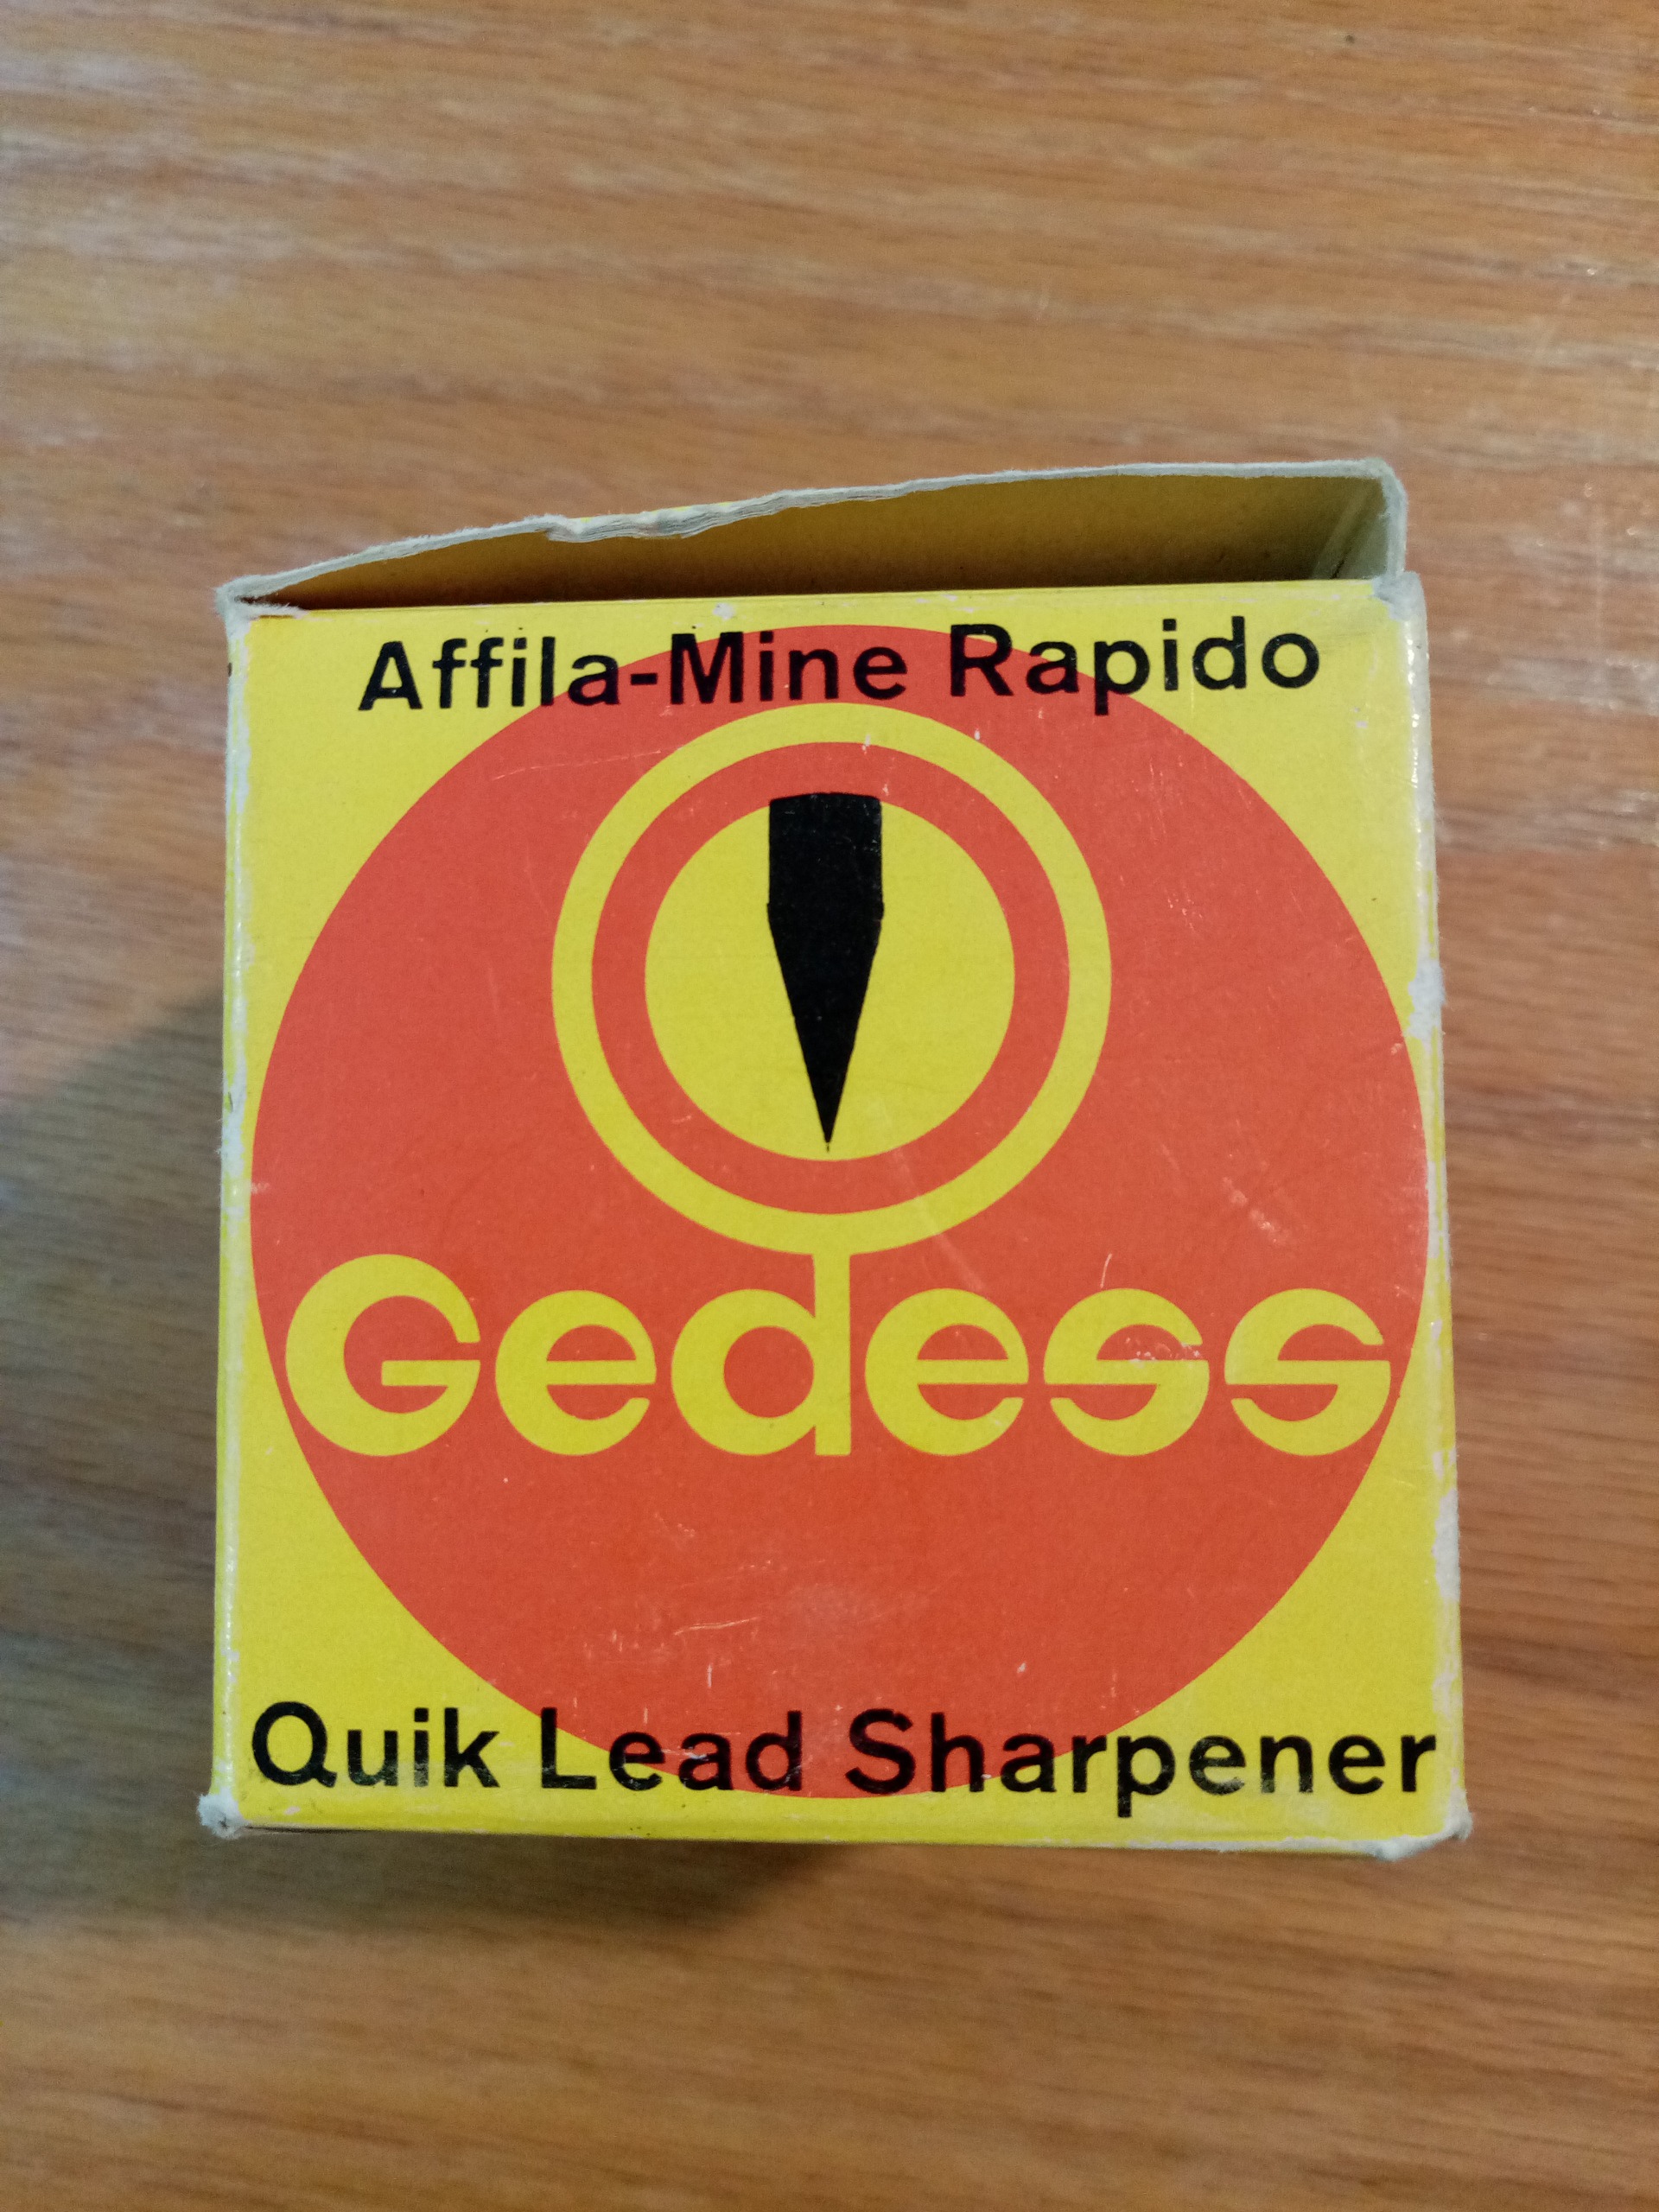 Affila-Mine Rapido
Gedess
Quik Lead Sharpener